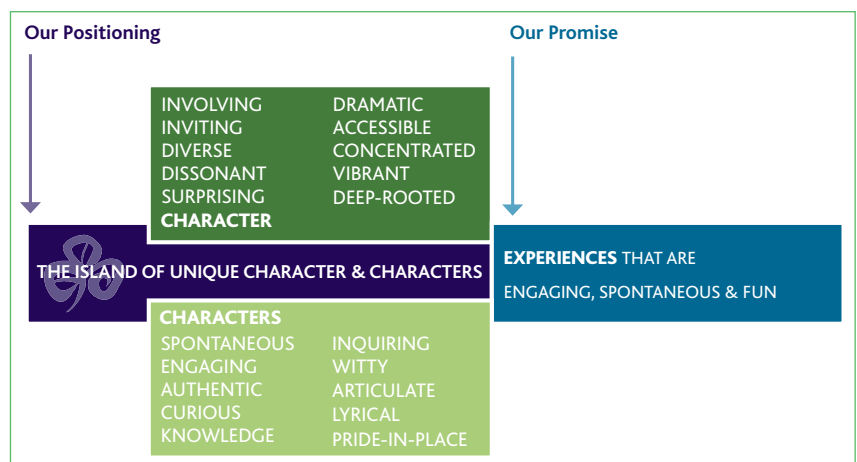 Our Positioning
Our Promise
INVOLVING
INVITING
DIVERSE
DISSONANT
SURPRISING
CHARACTER
DRAMATIC
ACCESSIBLE
CONCENTRATED
VIBRANT
DEEP-ROOTED
THE ISLAND OF UNIQUE CHARACTER & CHARACTERS
EXPERIENCES THAT ARE
ENGAGING, SPONTANEOUS & FUN
CHARACTERS
SPONTANEOUS
ENGAGING
AUTHENTIC
CURIOUS
KNOWLEDGE
INQUIRING
WITTY
ARTICULATE
LYRICAL
PRIDE-IN-PLACE